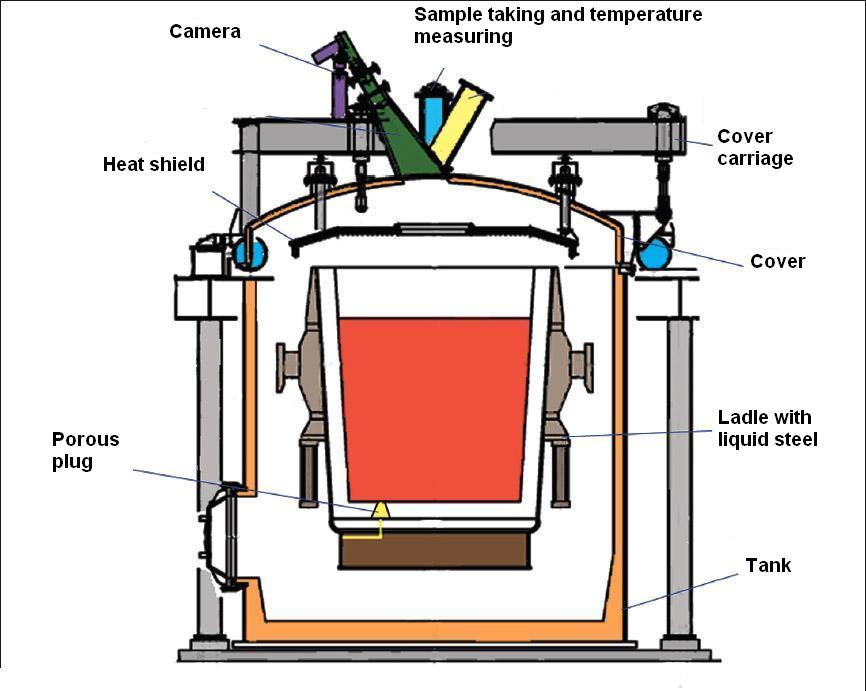 Camera
Sample taking and temperature
measuring
Cover
carriage
Heat shield
Cover
Ladle with
liquid steel
Porous
plug
Tank